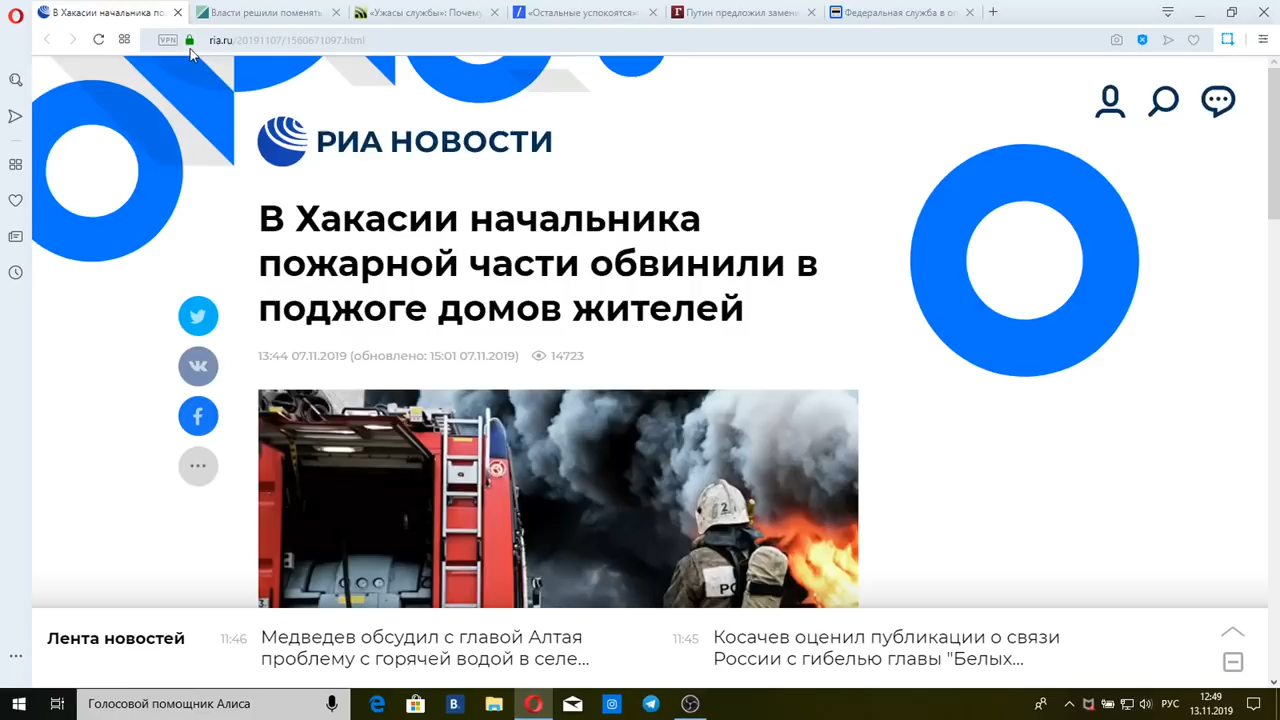 В Хакасии начальника по
Власти решили поменять
«Ужасы службы»: Почему
«Остальные успокоятся»:
Путин предложил замени
Федеральная служба в о
VPN
ria.ru/20191107/1560671097.html
РИА НОВОСТИ
В Хакасии начальника
пожарной части обвинили в
поджоге домов жителей
13:44 07.11.2019 (обновлено: 15:01 07.11.2019)
14723
2
Лента новостей
11:46
Медведев обсудил с главой Алтая
проблему с горячей водой в селе...
11:45
Косачев оценил публикации о связи
России с гибелью главы "Белых...
Голосовой помощник Алиса
РУС
12:49
13.11.2019